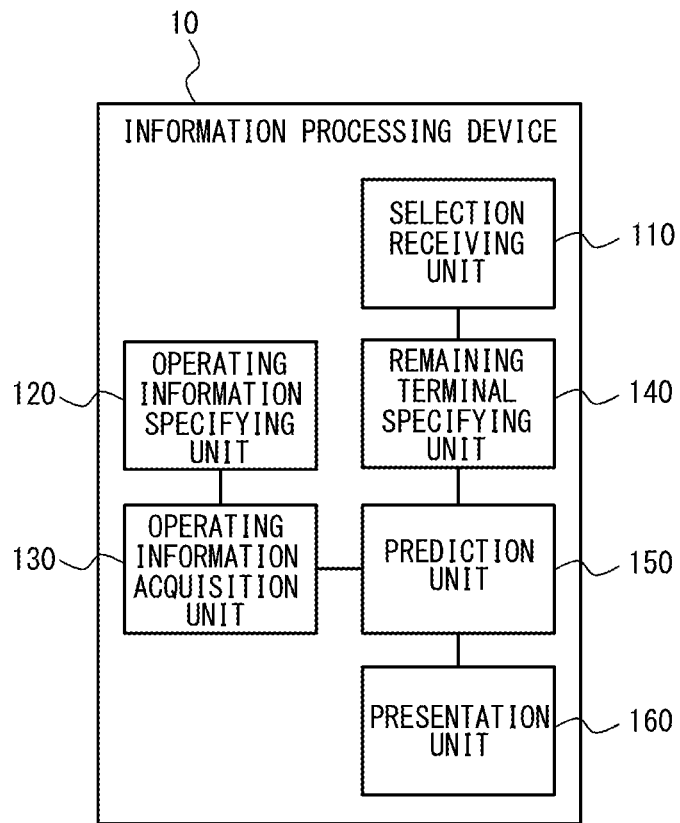 10
INFORMATION PROCESSING DEVICE
SELECTION
RECEIVING
UNIT
110
OPERATING
INFORMATION
SPECIFYING
UNIT
120
REMAINING
TERMINAL
SPECIFYING UNIT
140
OPERATING
INFORMATION
ACQUISITION
UNIT
130
PREDICTION
UNIT
150
PRESENTATION
UNIT
160